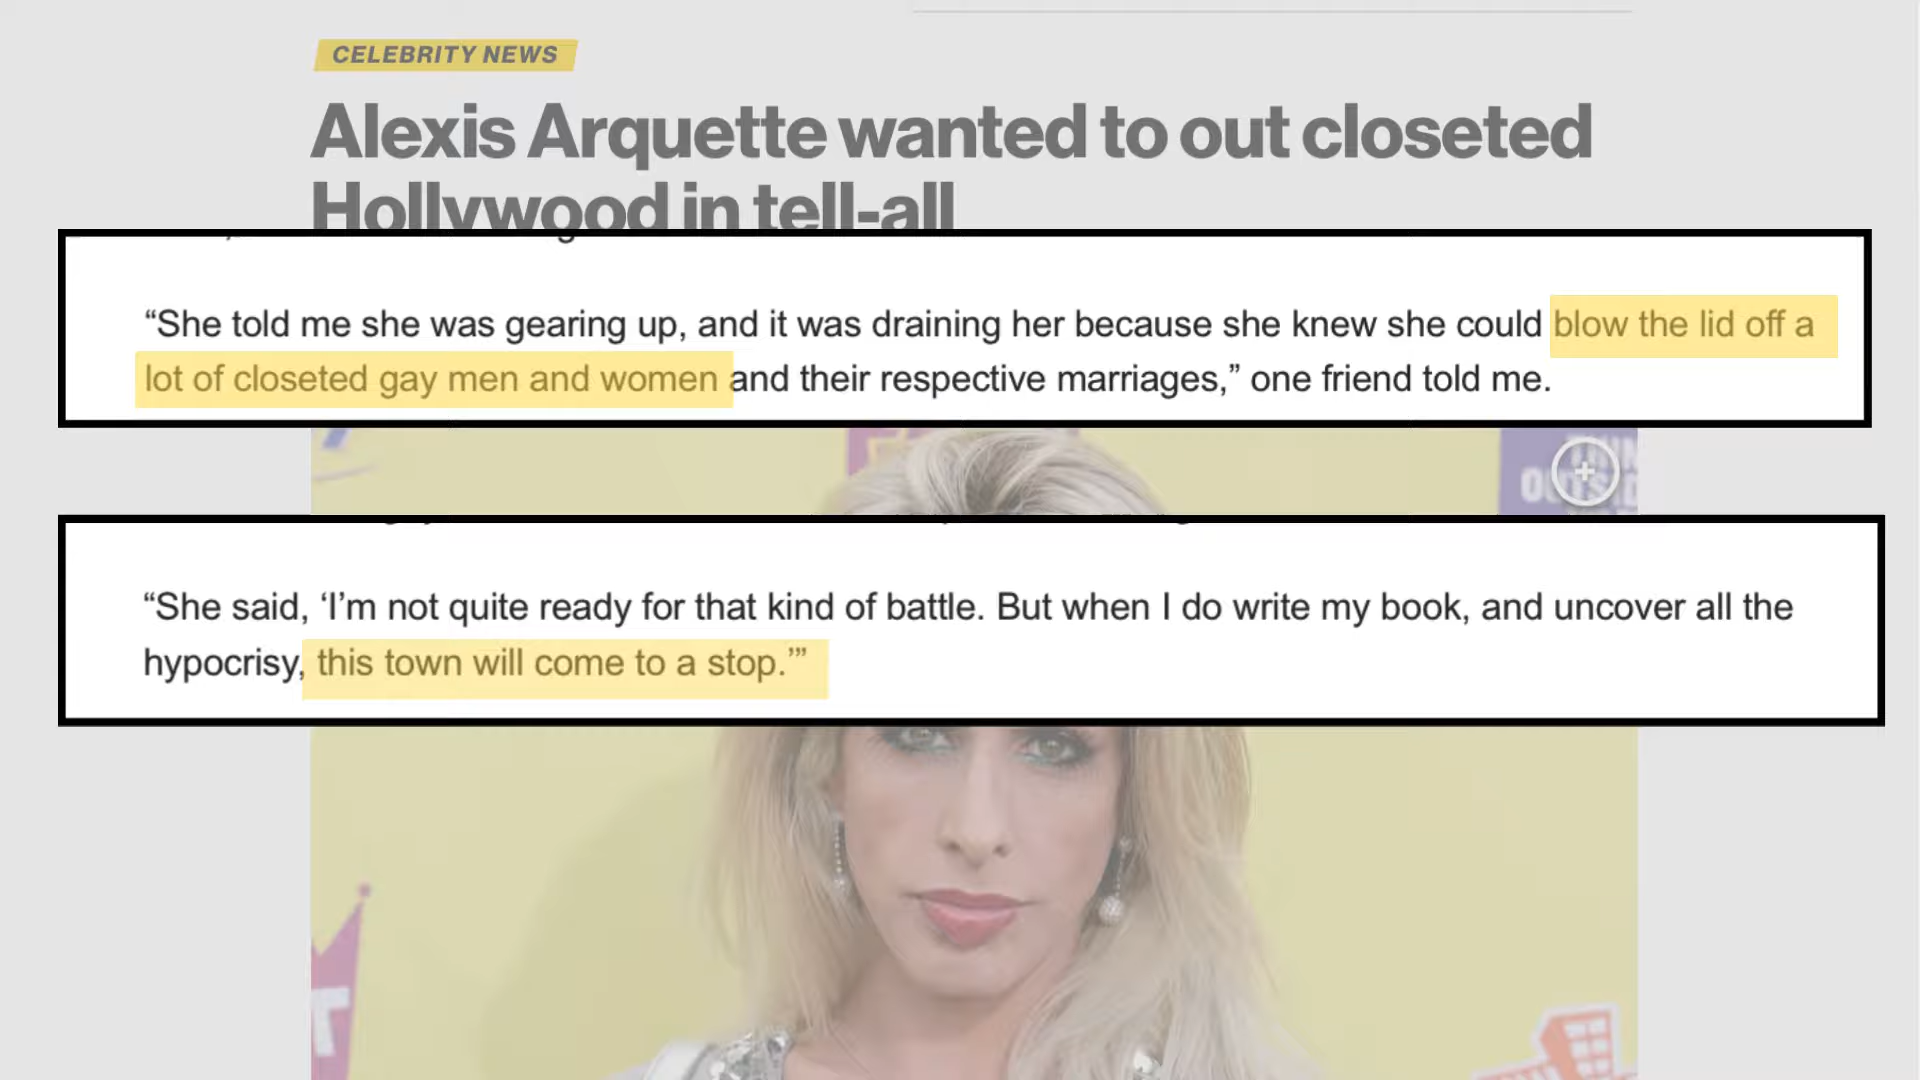 CELEBRITY NEWS
Alexis Arquette wanted to out closeted
Hollywood in tell-all
“She told me she was gearing up, and it was draining her because she knew she could blow the lid off a
lot of closeted gay men and women and their respective marriages,” one friend told me.
“She said, ‘I’m not quite ready for that kind of battle. But when I do write my book, and uncover all the
hypocrisy, this town will come to a stop.’”